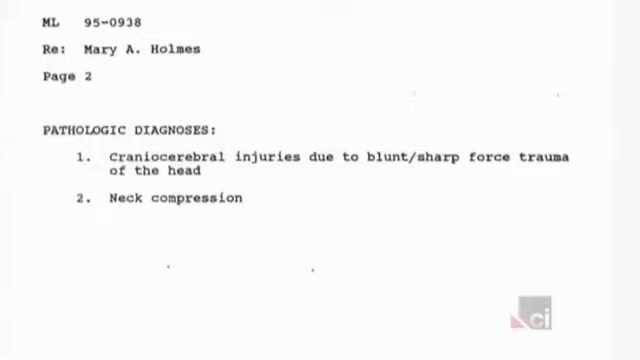 ML 95-0938
Re: Mary A. Holmes
Page 2
PATHOLOGIC DIAGNOSES:
1. Craniocerebral injuries due to blunt/sharp force trauma
of the head
2. Neck compression
ci